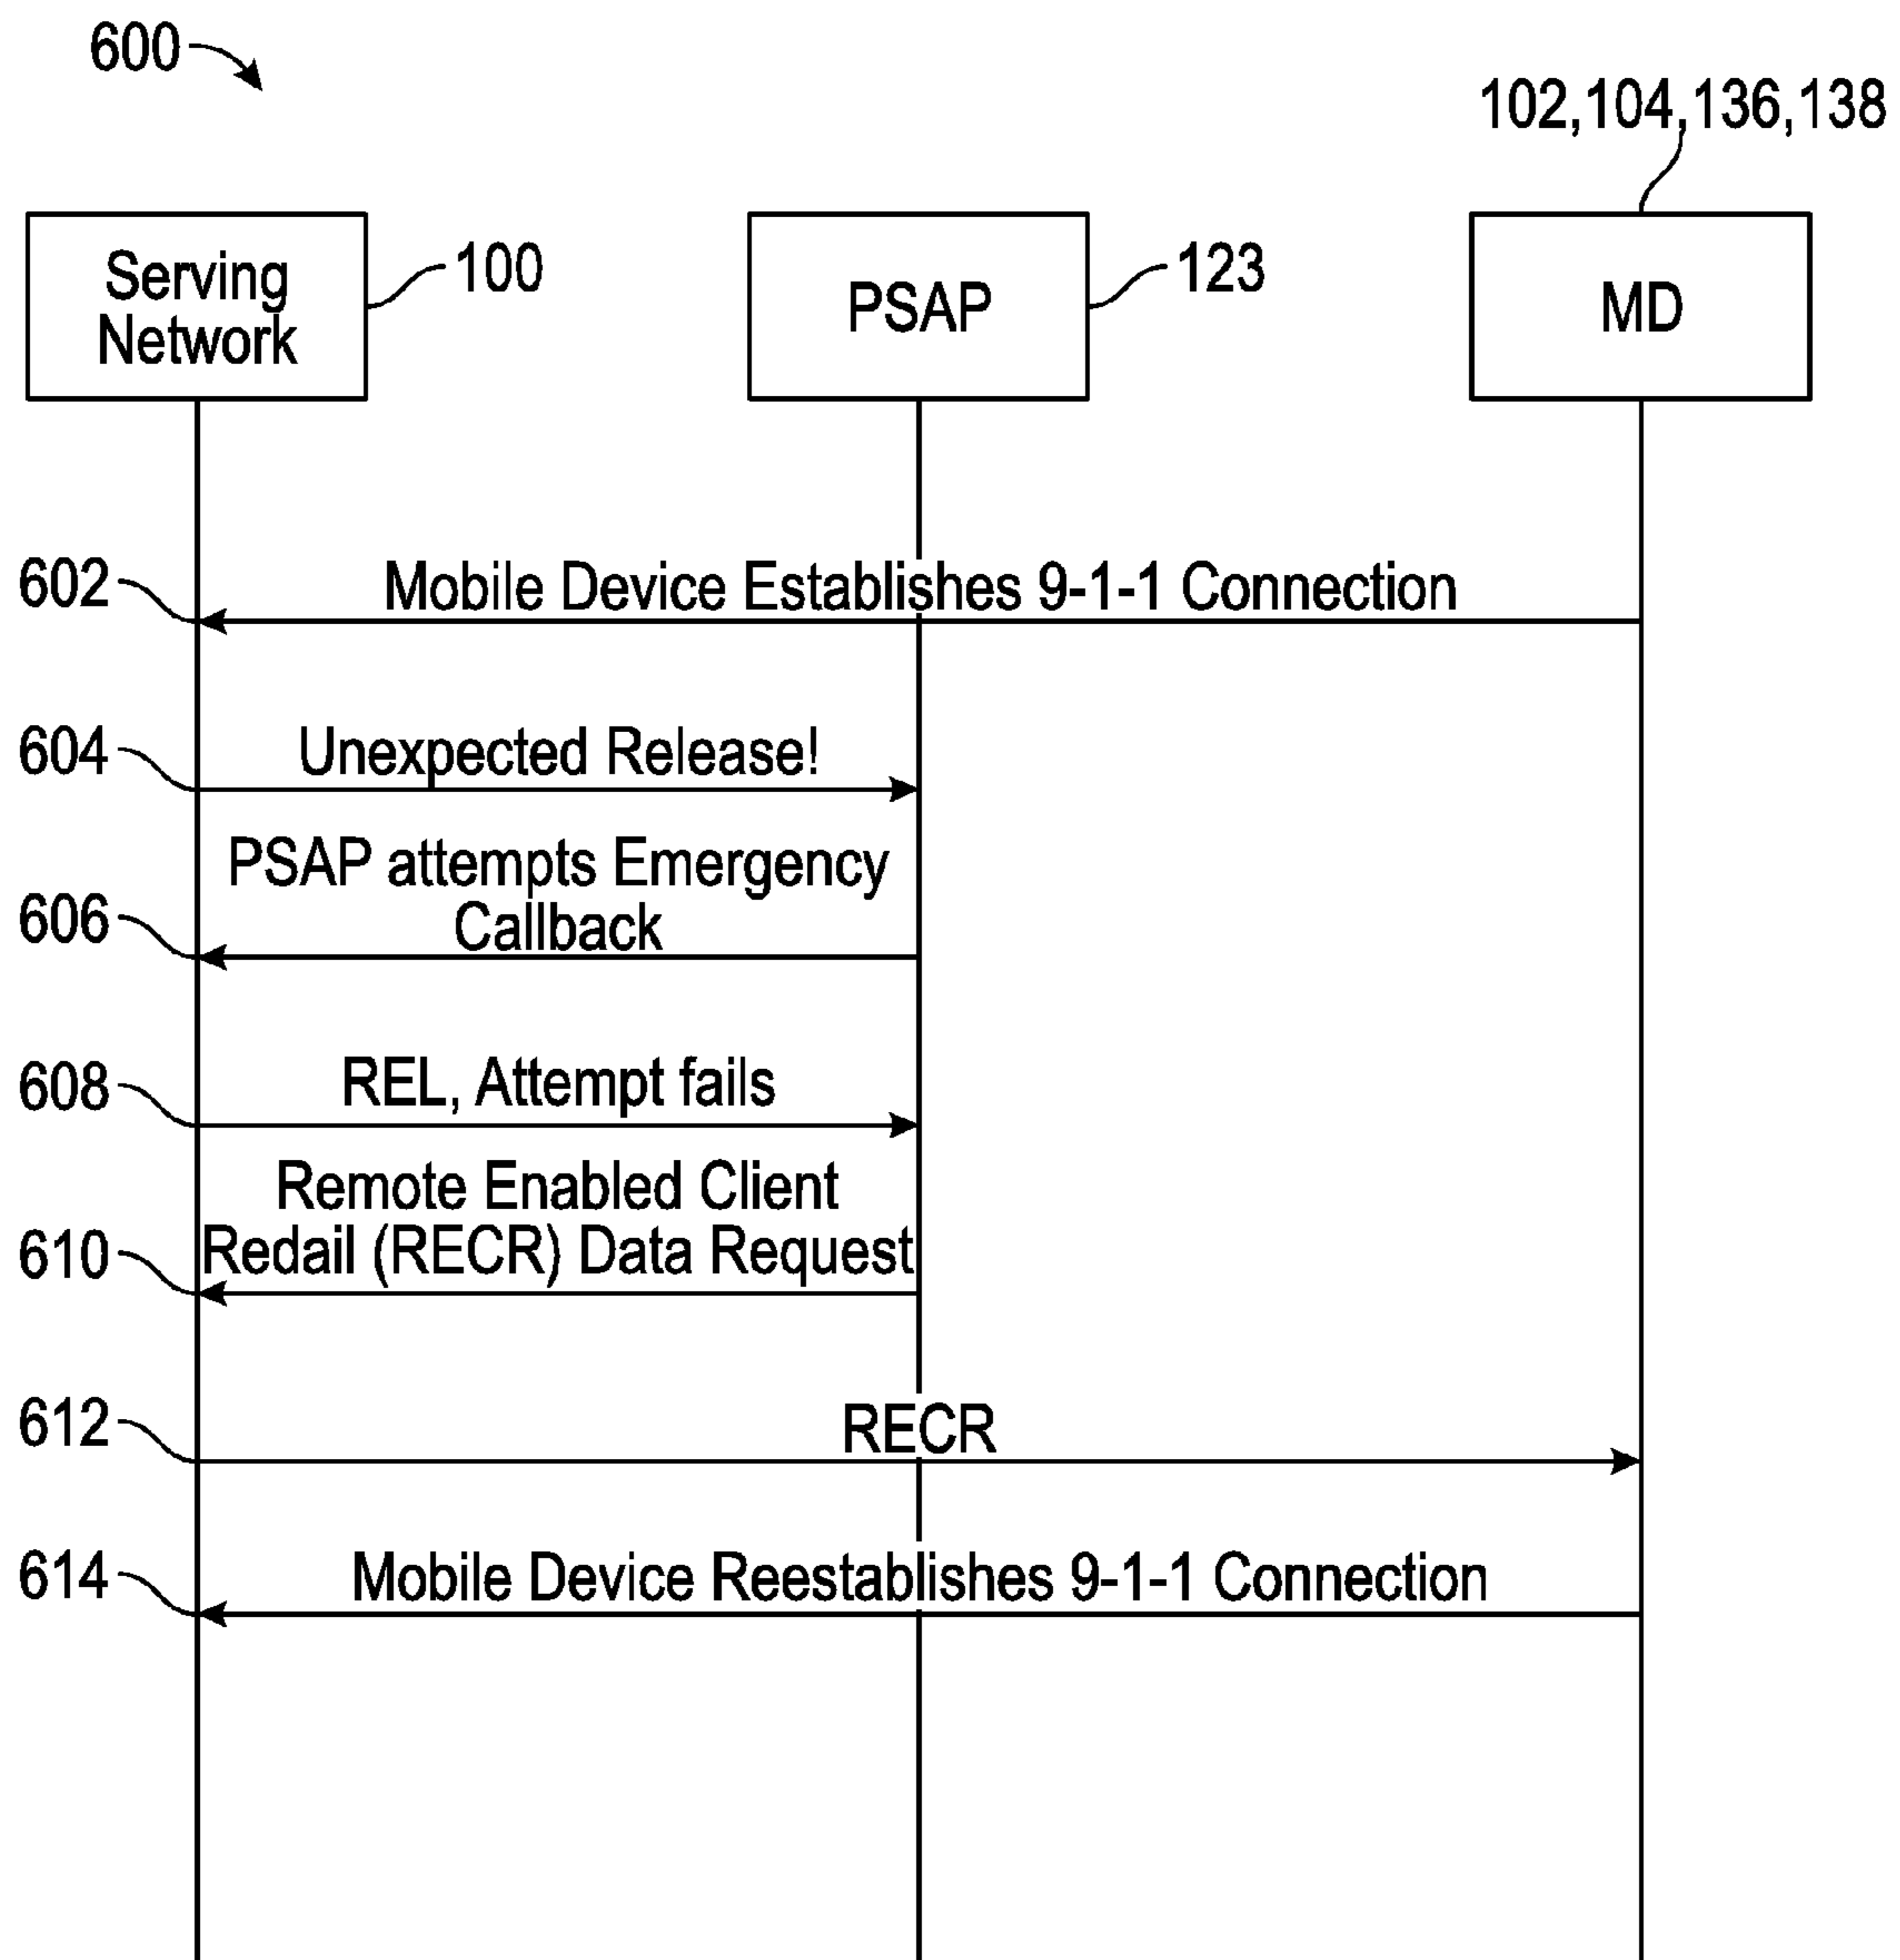 600
102,104,136,138
Serving
Network
100
PSAP
123
MD
602
Mobile Device Establishes 9-1-1 Connection
604
Unexpected Release!
PSAP attempts Emergency
606
Callback
608
REL, Attempt fails
Remote Enabled Client
610
Redail (RECR) Data Request
612
RECR
614
Mobile Device Reestablishes 9-1-1 Connection